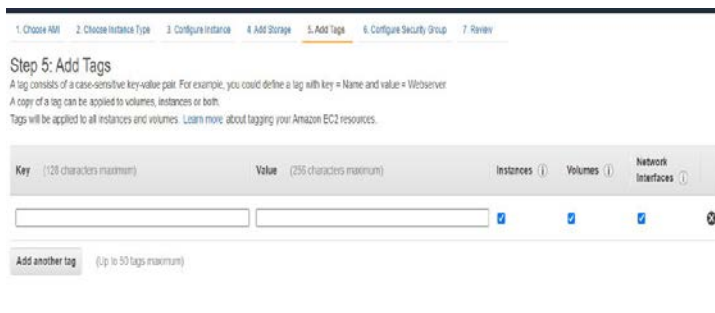 1. Choose AMI 2. Choose Instance Type 3. Configure Instance 4. Add Storage 5. Add Tags 6. Configure Security Group 7. Review
Step 5: Add Tags
A tag consists of a case-sensitive key-value pair. For example, you could define a tag with key = Name and value = Webserver
A copy of a tag can be applied to volumes, instances or both.
Tags will be applied to all instances and volumes. Learn more about tagging your Amazon EC2 resources.
Key (128 characters maximum) Value (256 characters maximum) Instances Volumes Network Interfaces
Add another tag (Up to 50 tags maximum)